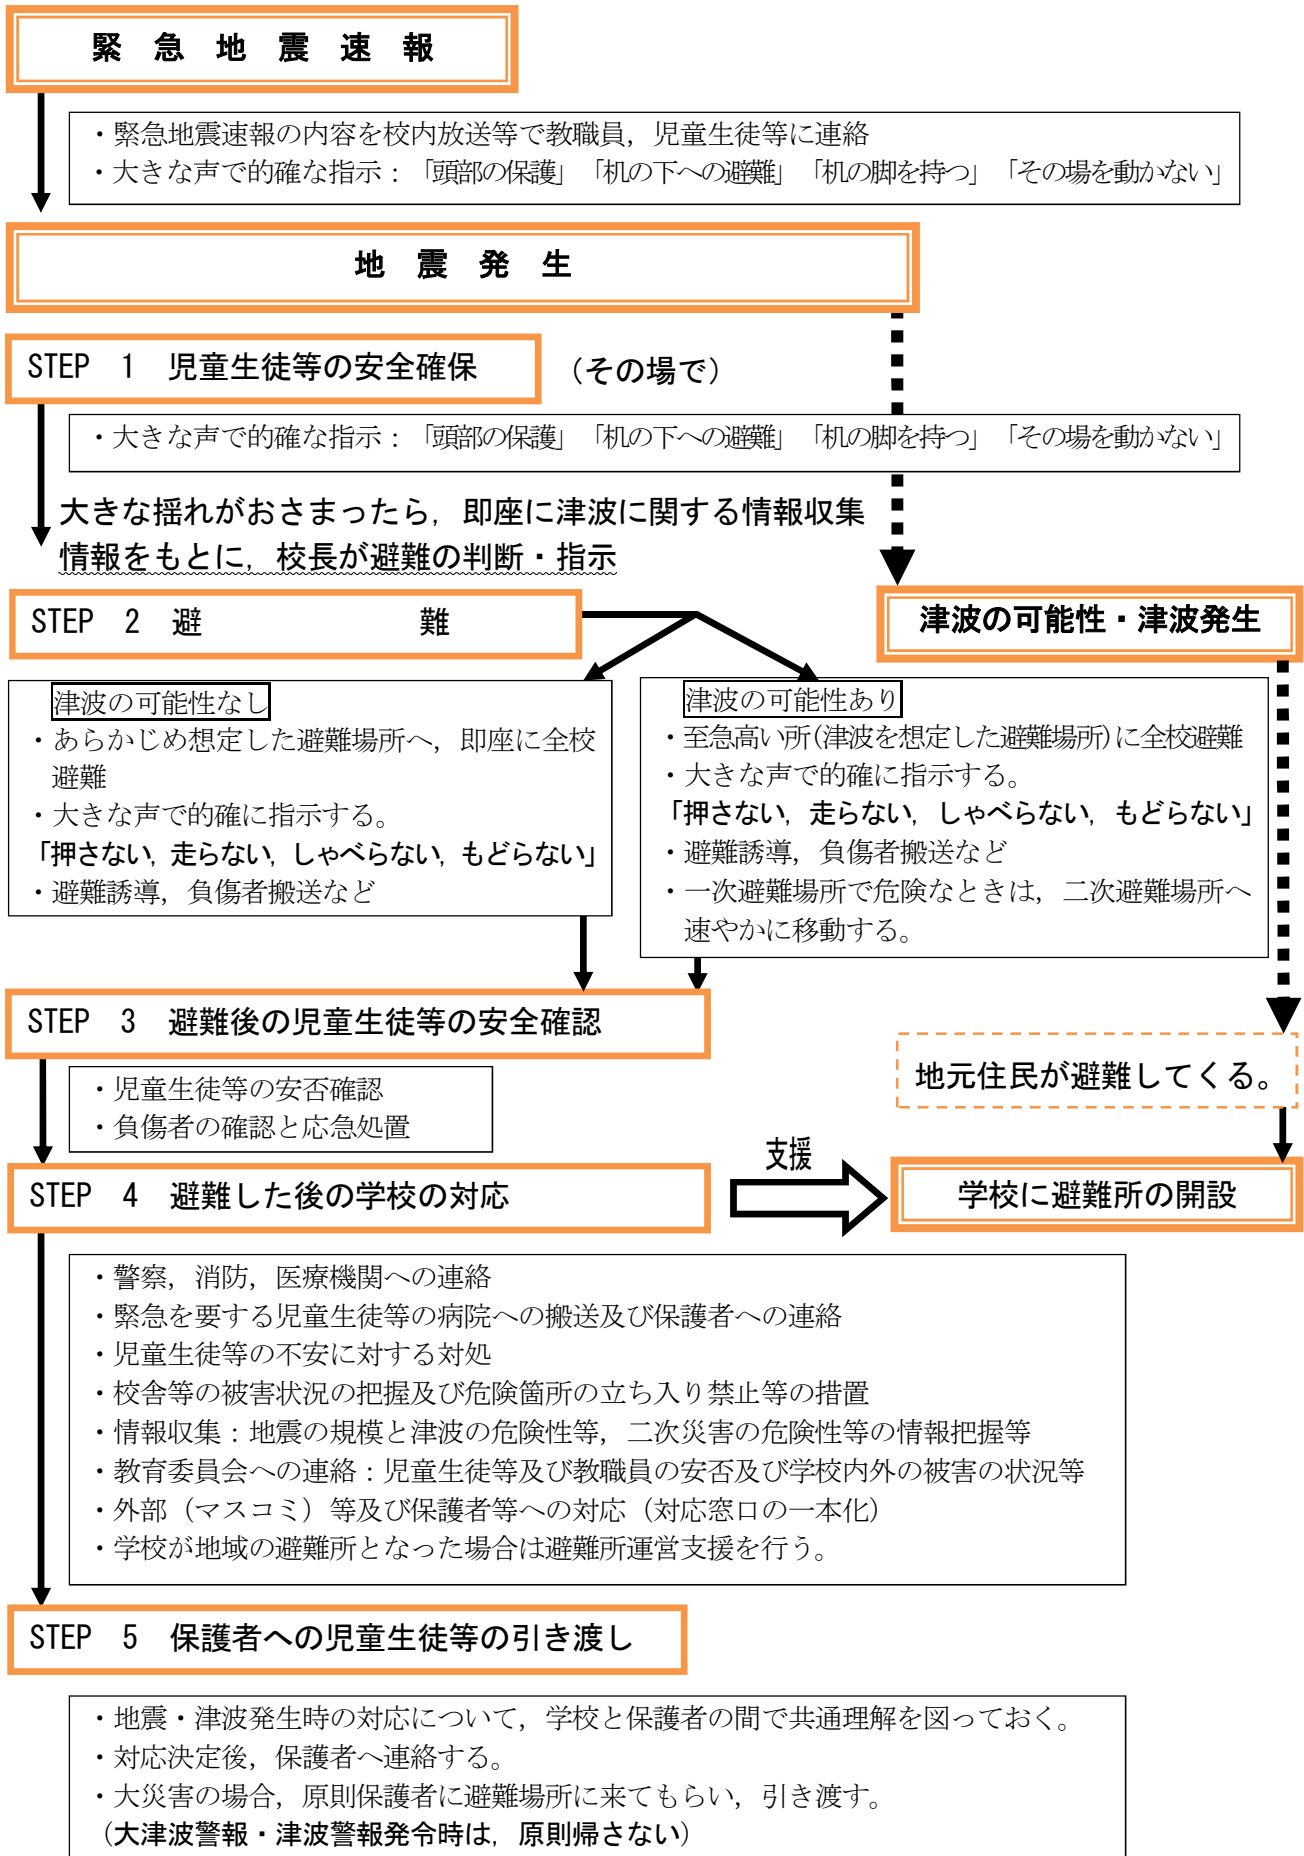 緊急地震速報
・緊急地震速報の内容を校内放送等で教職員，児童生徒等に連絡
・大きな声で的確な指示：「頭部の保護」「机の下への避難」「机の脚を持つ」「その場を動かない」
地震発生
STEP 1 児童生徒等の安全確保 （その場で）
・大きな声で的確な指示：「頭部の保護」「机の下への避難」「机の脚を持つ」「その場を動かない」
大きな揺れがおさまったら，即座に津波に関する情報収集
情報をもとに，校長が避難の判断・指示
STEP 2 避難
津波の可能性・津波発生
津波の可能性なし
・あらかじめ想定した避難場所へ，即座に全校
避難
・大きな声で的確に指示する。
「押さない，走らない，しゃべらない，もどらない」
・避難誘導，負傷者搬送など
津波の可能性あり
・至急高い所(津波を想定した避難場所)に全校避難
・大きな声で的確に指示する。
「押さない，走らない，しゃべらない，もどらない」
・避難誘導，負傷者搬送など
・一次避難場所で危険なときは，二次避難場所へ
速やかに移動する。
STEP 3 避難後の児童生徒等の安全確認
・児童生徒等の安否確認
・負傷者の確認と応急処置
地元住民が避難してくる。
STEP 4 避難した後の学校の対応
支援
学校に避難所の開設
・警察，消防，医療機関への連絡
・緊急を要する児童生徒等の病院への搬送及び保護者への連絡
・児童生徒等の不安に対する対処
・校舎等の被害状況の把握及び危険箇所の立ち入り禁止等の措置
・情報収集：地震の規模と津波の危険性等，二次災害の危険性等の情報把握等
・教育委員会への連絡：児童生徒等及び教職員の安否及び学校内外の被害の状況等
・外部（マスコミ）等及び保護者等への対応（対応窓口の一本化）
・学校が地域の避難所となった場合は避難所運営支援を行う。
STEP 5 保護者への児童生徒等の引き渡し
・地震・津波発生時の対応について，学校と保護者の間で共通理解を図っておく。
・対応決定後，保護者へ連絡する。
・大災害の場合，原則保護者に避難場所に来てもらい，引き渡す。
（大津波警報・津波警報発令時は，原則帰さない）